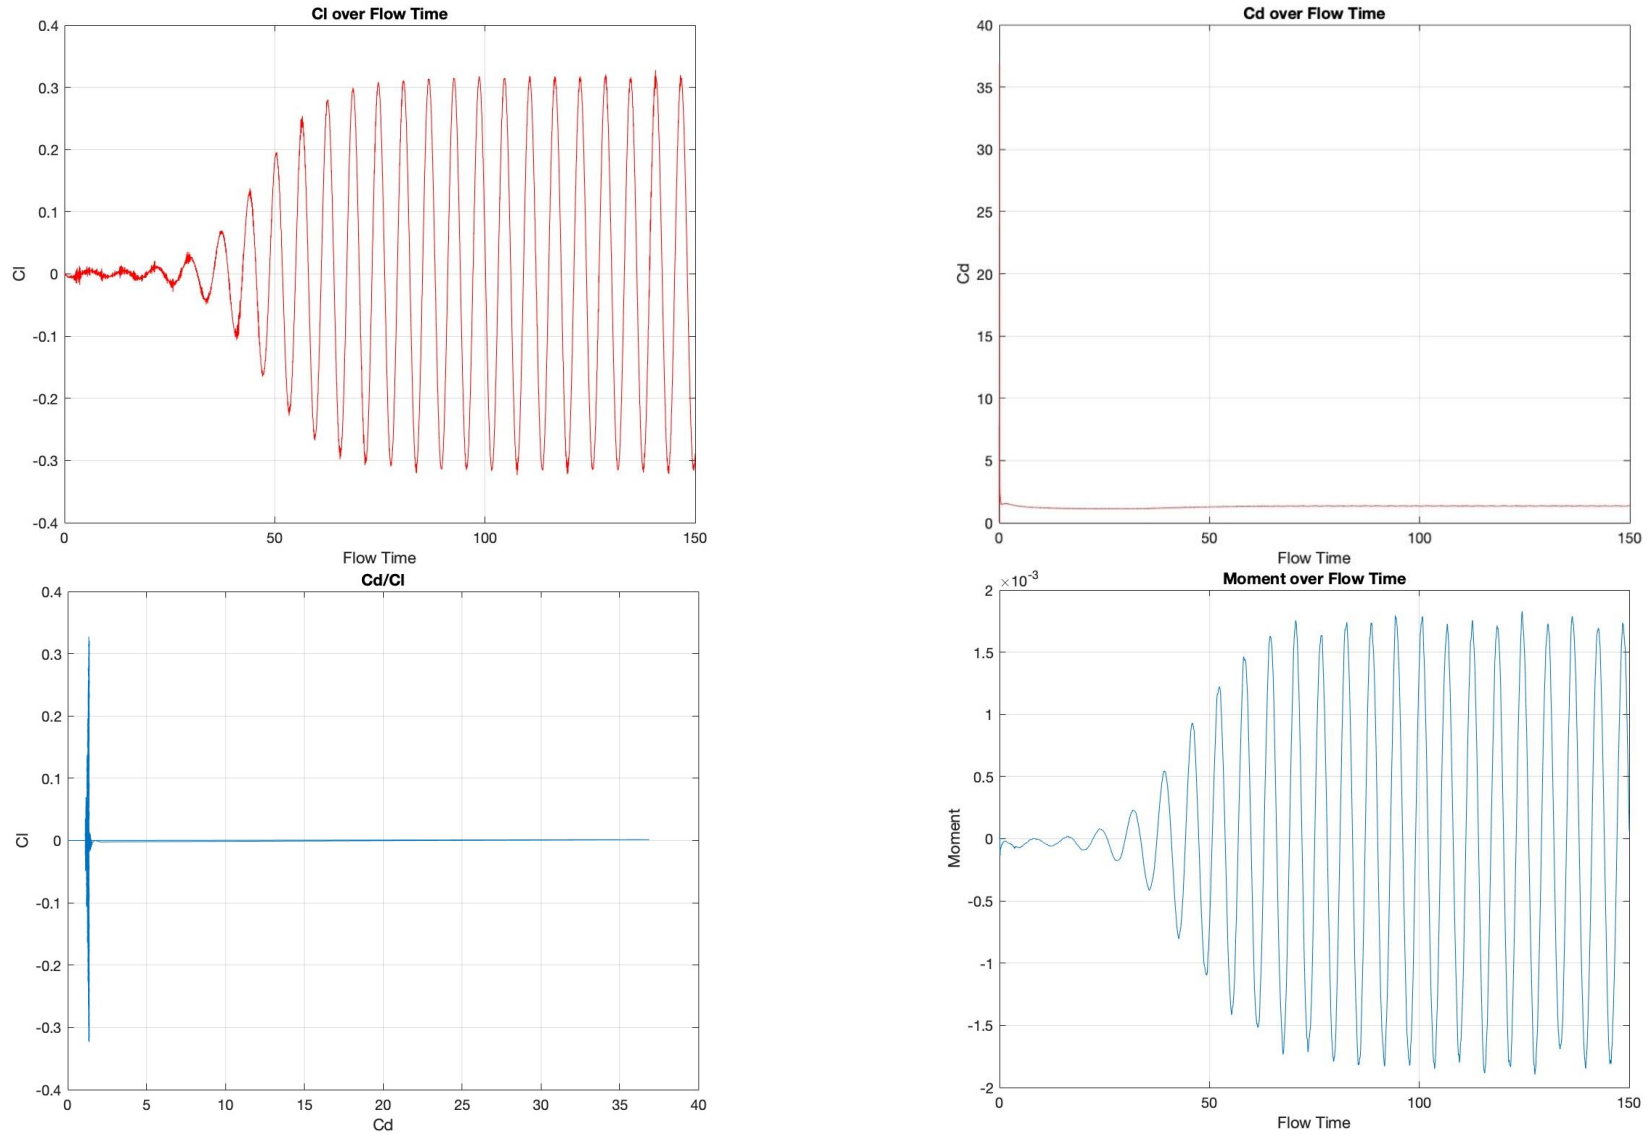 Cl over Flow Time
0.4
0.3
0.2
0.1
0
-0.1
-0.2
-0.3
-0.4
Cl
0 50 100 150
Flow Time
Cd over Flow Time
40
35
30
25
20
15
10
5
0
Cd
0 50 100 150
Flow Time
Cd/Cl
0.4
0.3
0.2
0.1
0
-0.1
-0.2
-0.3
-0.4
Cl
0 5 10 15 20 25 30 35 40
Cd
Moment over Flow Time
×10-3
2
1.5
1
0.5
0
-0.5
-1
-1.5
-2
Moment
0 50 100 150
Flow Time